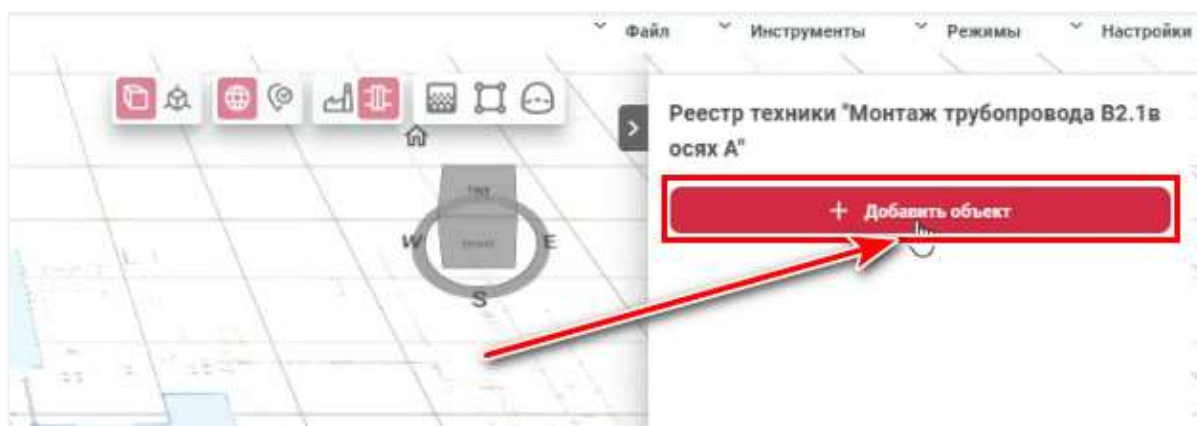 Файл Инструменты Режимы Настройки
Реестр техники "Монтаж трубопровода В2.1в
осях А"
+ Добавить объект
W E
S